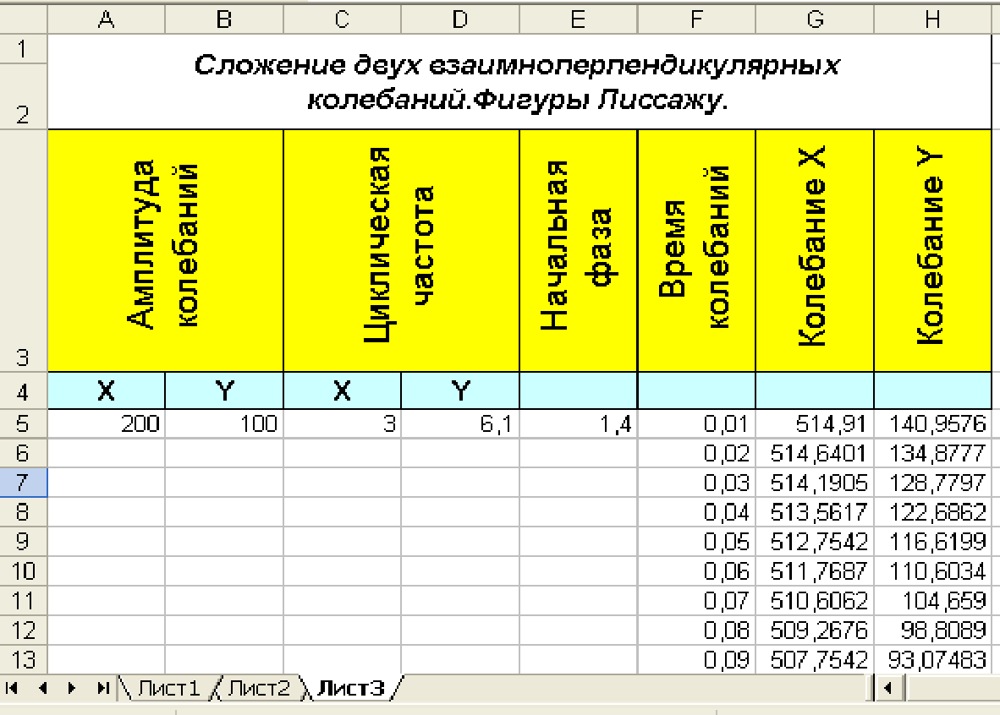 A B C D E F G H
1
Сложение двух взаимноперпендикулярных
колебаний.Фигуры Лиссажу.
2
3
Амплитуда
колебаний
Циклическая
частота
Начальная
фаза
Время
колебаний
Колебание X
Колебание Y
4 X Y X Y
5 200 100 3 6,1 1,4 0,01 514,91 140,9576
6 0,02 514,6401 134,8777
7 0,03 514,1905 128,7797
8 0,04 513,5617 122,6862
9 0,05 512,7542 116,6199
10 0,06 511,7687 110,6034
11 0,07 510,6062 104,659
12 0,08 509,2676 98,8089
13 0,09 507,7542 93,07483
Лист1 Лист2 Лист3